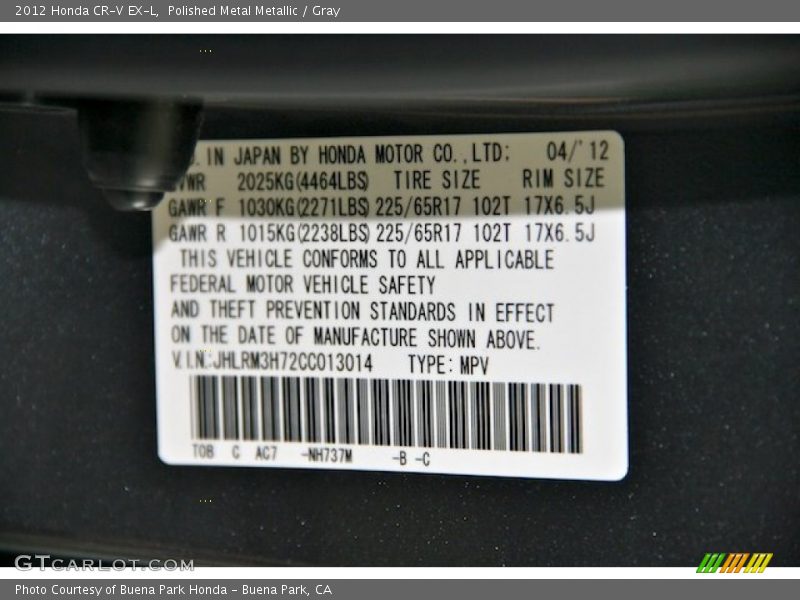 2012 Honda CR-V EX-L,  Polished Metal Metallic / Gray
. IN JAPAN BY HONDA MOTOR CO.,LTD: 04/'12
GVWR 2025KG(4464LBS) TIRE SIZE RIM SIZE
GAWR F 1030KG(2271LBS) 225/65R17 102T 17X6.5J
GAWR R 1015KG(2238LBS) 225/65R17 102T 17X6.5J
THIS VEHICLE CONFORMS TO ALL APPLICABLE
FEDERAL MOTOR VEHICLE SAFETY
AND THEFT PREVENTION STANDARDS IN EFFECT
ON THE DATE OF MANUFACTURE SHOWN ABOVE.
V.I.N:JHLRM3H72CC013014 TYPE: MPV
T0B C AC7 -NH737M -B -C
GTCARLOT.COM
Photo Courtesy of Buena Park Honda - Buena Park, CA